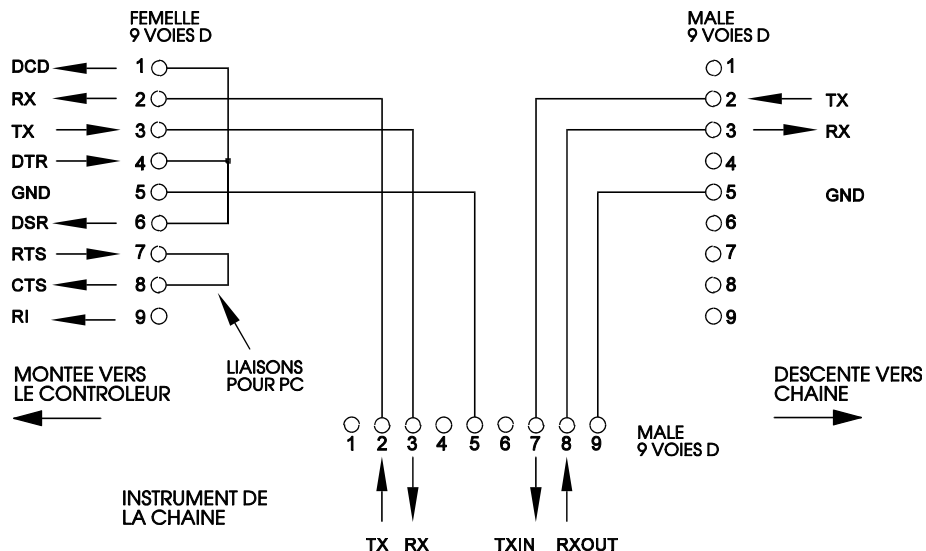 FEMELLE
9 VOIES D
DCD 1
RX 2
TX 3
DTR 4
GND 5
DSR 6
RTS 7
CTS 8
RI 9
MALE
9 VOIES D
1
2 TX
3 RX
4
5 GND
6
7
8
9
LIAISONS
POUR PC
MONTEE VERS
LE CONTROLEUR
DESCENTE VERS
CHAINE
1 2 3 4 5 6 7 8 9
MALE
9 VOIES D
INSTRUMENT DE
LA CHAINE
TX RX TXIN RXOUT